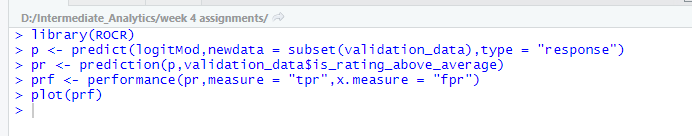 D:/Intermediate_Analytics/week 4 assignments/
> library(ROCR)
> p <- predict(logitMod,newdata = subset(validation_data),type = "response")
> pr <- prediction(p,validation_data$is_rating_above_average)
> prf <- performance(pr,measure = "tpr",x.measure = "fpr")
> plot(prf)
>